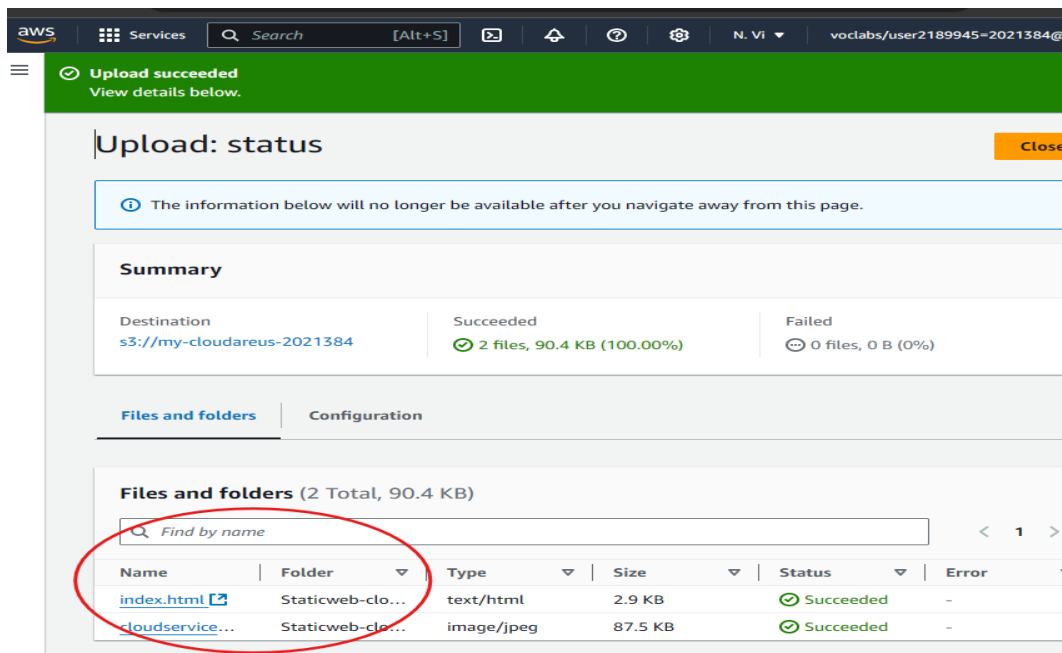 aws Services Search [Alt+S] N. Vi voclabs/user2189945=2021384@
Upload succeeded
View details below.
Upload: status
Close
The information below will no longer be available after you navigate away from this page.
Summary
Destination Succeeded Failed
s3://my-cloudareus-2021384 2 files, 90.4 KB (100.00%) 0 files, 0 B (0%)
Files and folders Configuration
Files and folders (2 Total, 90.4 KB)
Find by name 1
Name Folder Type Size Status Error
index.html Staticweb-clo... text/html 2.9 KB Succeeded -
cloudservice... Staticweb-clo... image/jpeg 87.5 KB Succeeded -